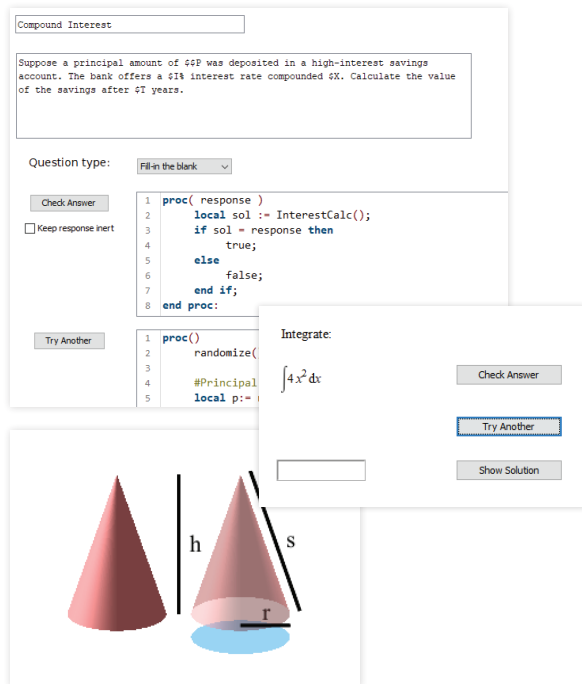 Compound Interest
Suppose a principal amount of $$P was deposited in a high-interest savings
account. The bank offers a $I% interest rate compounded $X. Calculate the value
of the savings after $T years.
Question type:
Fill-in the blank
Check Answer
Keep response inert
1 proc( response )
2 local sol := InterestCalc();
3 if sol = response then
4 true;
5 else
6 false;
7 end if;
8 end proc:
Try Another
1 proc()
2 randomize(
3
4 #Principal
5 local p:=
Integrate:
∫4x² dx
Check Answer
Try Another
Show Solution
h
s
r